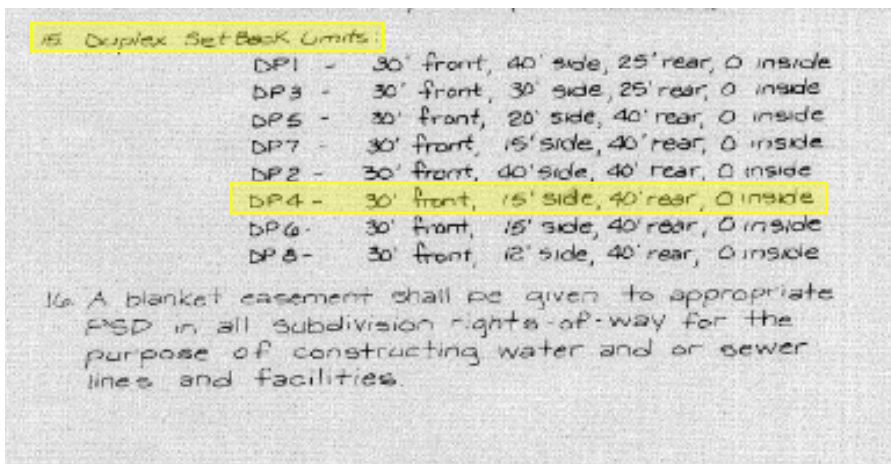 15. Duplex SetBack Limits:
DP1 - 30' front, 40' side, 25' rear, 0 inside
DP3 - 30' front, 30' side, 25' rear, 0 inside
DP5 - 30' front, 20' side, 40' rear, 0 inside
DP7 - 30' front, 15' side, 40' rear, 0 inside
DP2 - 30' front, 40' side, 40' rear, 0 inside
DP4 - 30' front, 15' side, 40' rear, 0 inside
DP6 - 30' front, 15' side, 40' rear, 0 inside
DP8 - 30' front, 12' side, 40' rear, 0 inside
16. A blanket easement shall be given to appropriate
PSD in all subdivision rights-of-way for the
purpose of constructing water and or sewer
lines and facilities.